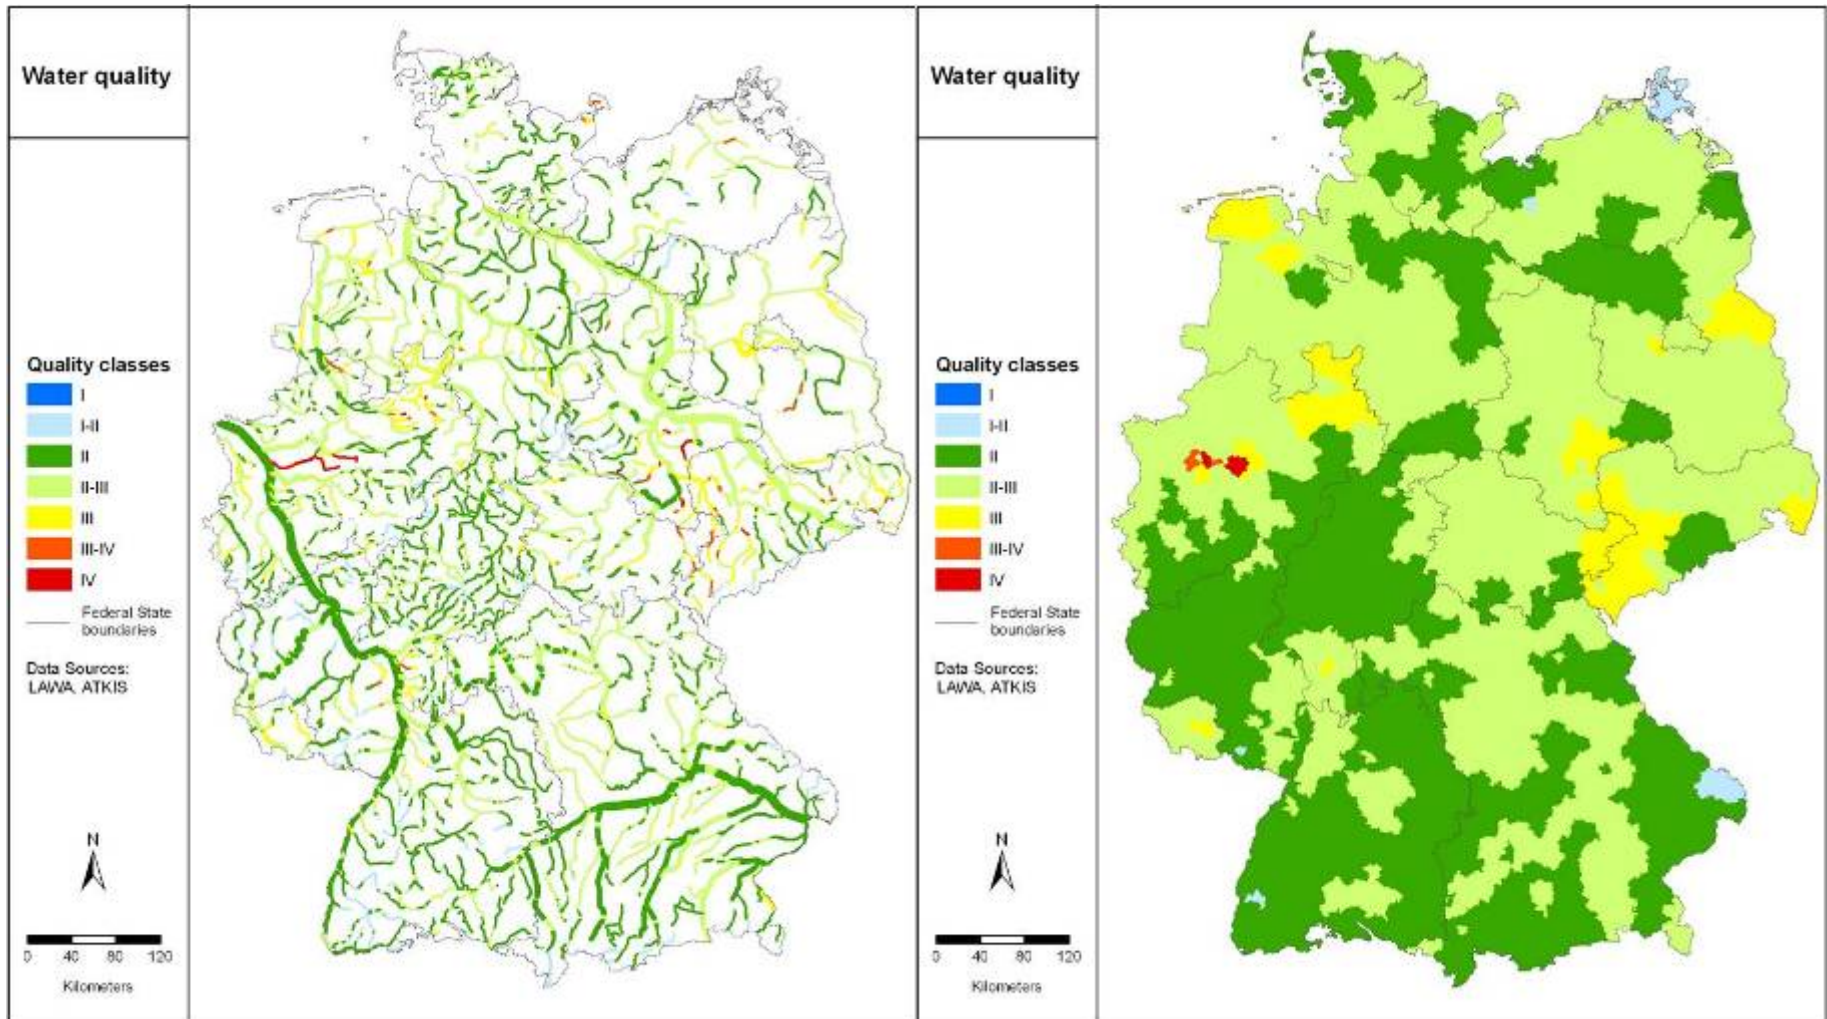 Water quality
Quality classes
I
I-II
II
II-III
III
III-IV
IV
Federal State
boundaries
Data Sources:
LAWA, ATKIS
N
0 40 80 120
Kilometers
Water quality
Quality classes
I
I-II
II
II-III
III
III-IV
IV
Federal State
boundaries
Data Sources:
LAWA, ATKIS
N
0 40 80 120
Kilometers